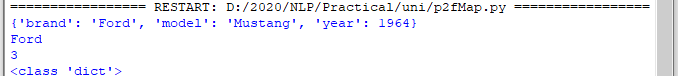 ================= RESTART: D:/2020/NLP/Practical/uni/p2fMap.py =================
{'brand': 'Ford', 'model': 'Mustang', 'year': 1964}
Ford
3
<class 'dict'>